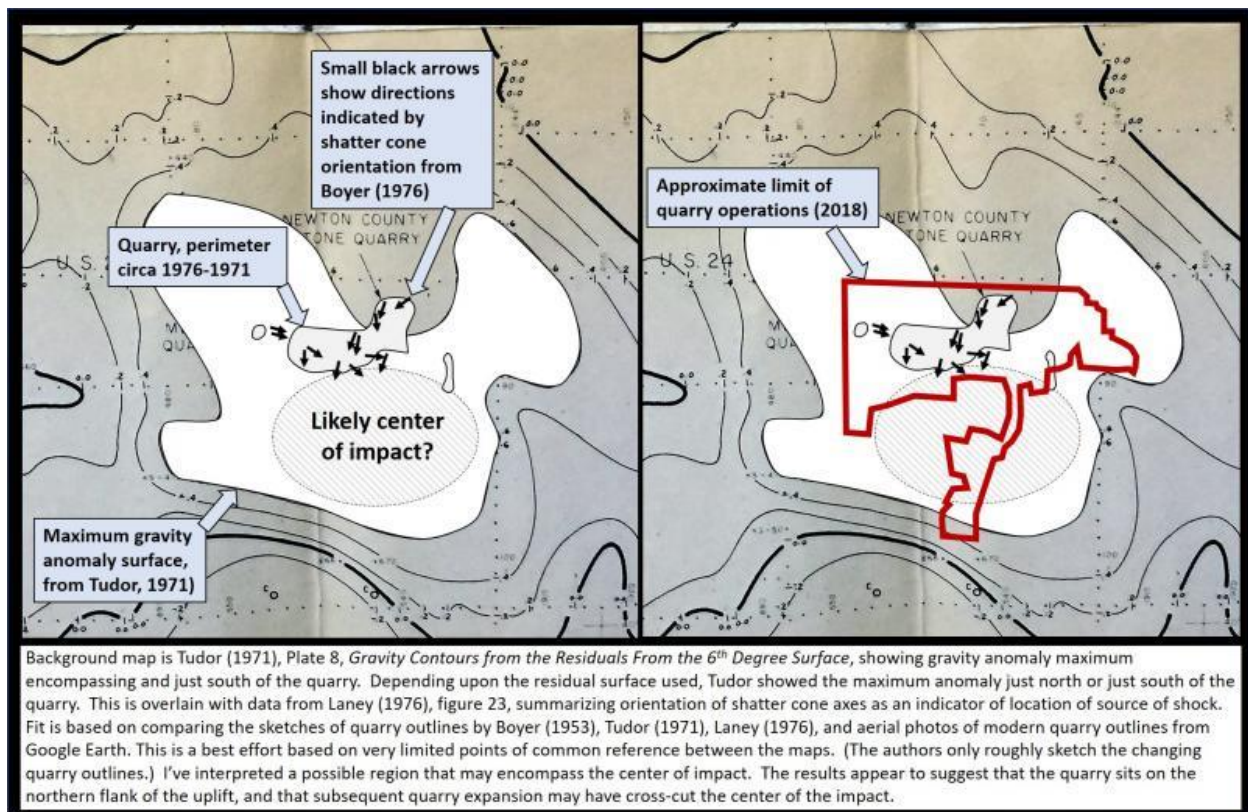 Small black arrows
show directions
indicated by
shatter cone
orientation from
Boyer (1976)
NEWTON COUNTY
TONE QUARRY
U.S.
Quarry, perimeter
circa 1976-1971
Likely center
of impact?
Maximum gravity
anomaly surface,
from Tudor, 1971)
Approximate limit of
quarry operations (2018)
NEWTON COUNTY
TONE QUARRY
U.S. 24
Background map is Tudor (1971), Plate 8, Gravity Contours from the Residuals From the 6th Degree Surface, showing gravity anomaly maximum
encompassing and just south of the quarry. Depending upon the residual surface used, Tudor showed the maximum anomaly just north or just south of the
quarry. This is overlain with data from Laney (1976), figure 23, summarizing orientation of shatter cone axes as an indicator of location of source of shock.
Fit is based on comparing the sketches of quarry outlines by Boyer (1953), Tudor (1971), Laney (1976), and aerial photos of modern quarry outlines from
Google Earth. This is a best effort based on very limited points of common reference between the maps. (The authors only roughly sketch the changing
quarry outlines.) I've interpreted a possible region that may encompass the center of impact. The results appear to suggest that the quarry sits on the
northern flank of the uplift, and that subsequent quarry expansion may have cross-cut the center of the impact.